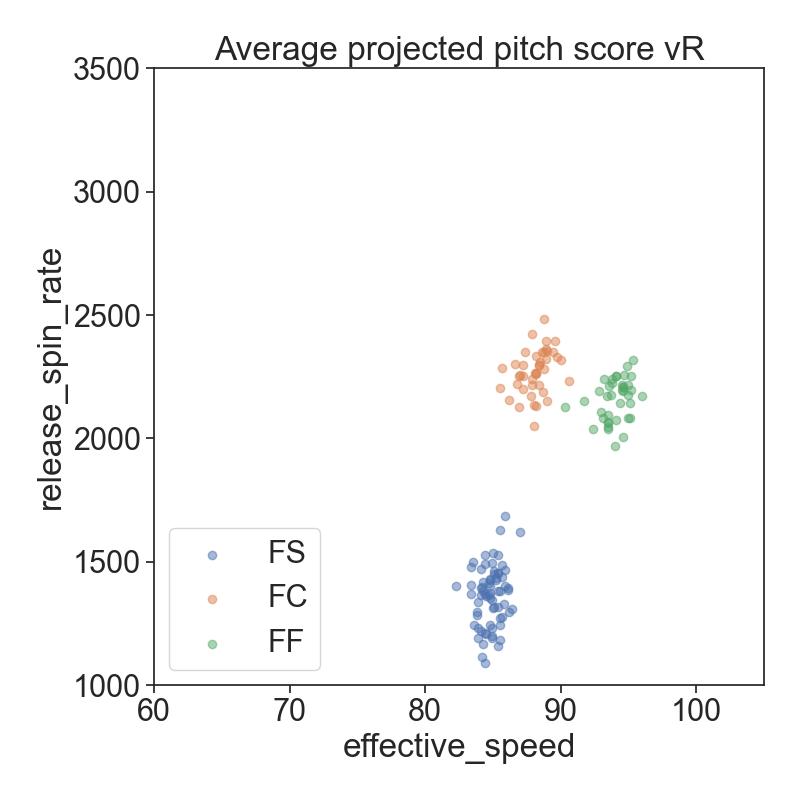 Average projected pitch score vR
3500
3000
2500
2000
1500
1000
release_spin_rate
FS
FC
FF
60 70 80 90 100
effective_speed